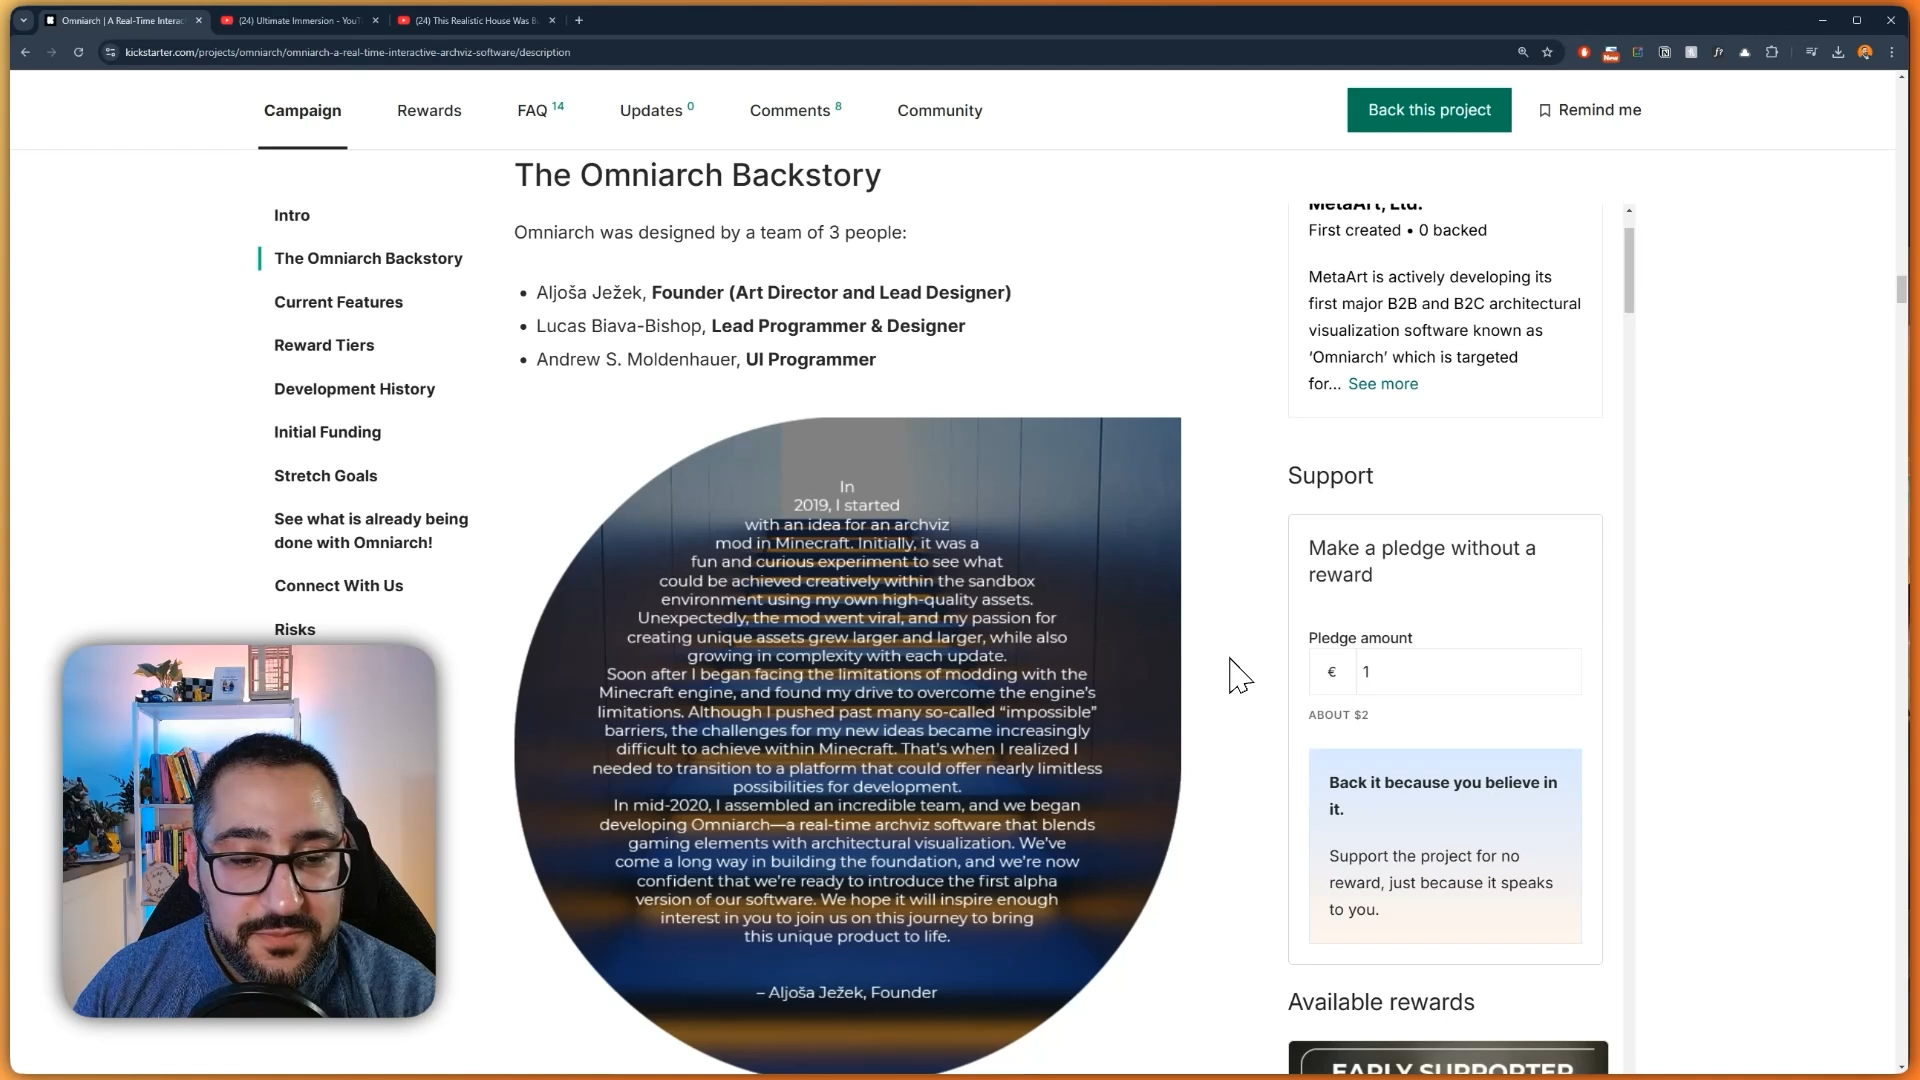 Omniarch | A Real-Time Interac
(24) Ultimate Immersion - YouT
(24) This Realistic House Was B
kickstarter.com/projects/omniarch/omniarch-a-real-time-interactive-archviz-software/description
New
Campaign
Rewards
FAQ 14
Updates 0
Comments 8
Community
Back this project
Remind me
Intro
The Omniarch Backstory
Current Features
Reward Tiers
Development History
Initial Funding
Stretch Goals
See what is already being
done with Omniarch!
Connect With Us
Risks
The Omniarch Backstory
Omniarch was designed by a team of 3 people:
• Aljoša Ježek, Founder (Art Director and Lead Designer)
• Lucas Biava-Bishop, Lead Programmer & Designer
• Andrew S. Moldenhauer, UI Programmer
In
2019, I started
with an idea for an archviz
mod in Minecraft. Initially, it was a
fun and curious experiment to see what
could be achieved creatively within the sandbox
environment using my own high-quality assets.
Unexpectedly, the mod went viral, and my passion for
creating unique assets grew larger and larger, while also
growing in complexity with each update.
Soon after I began facing the limitations of modding with the
Minecraft engine, and found my drive to overcome the engine’s
limitations. Although I pushed past many so-called “impossible”
barriers, the challenges for my new ideas became increasingly
difficult to achieve within Minecraft. That’s when I realized I
needed to transition to a platform that could offer nearly limitless
possibilities for development.
In mid-2020, I assembled an incredible team, and we began
developing Omniarch—a real-time archviz software that blends
gaming elements with architectural visualization. We’ve
come a long way in building the foundation, and we’re now
confident that we’re ready to introduce the first alpha
version of our software. We hope it will inspire enough
interest in you to join us on this journey to bring
this unique product to life.
– Aljoša Ježek, Founder
MetaArt, Ltd.
First created • 0 backed
MetaArt is actively developing its
first major B2B and B2C architectural
visualization software known as
‘Omniarch’ which is targeted
for... See more
Support
Make a pledge without a
reward
Pledge amount
€ 1
ABOUT $2
Back it because you believe in
it.
Support the project for no
reward, just because it speaks
to you.
Available rewards
EARLY SUPPORTER